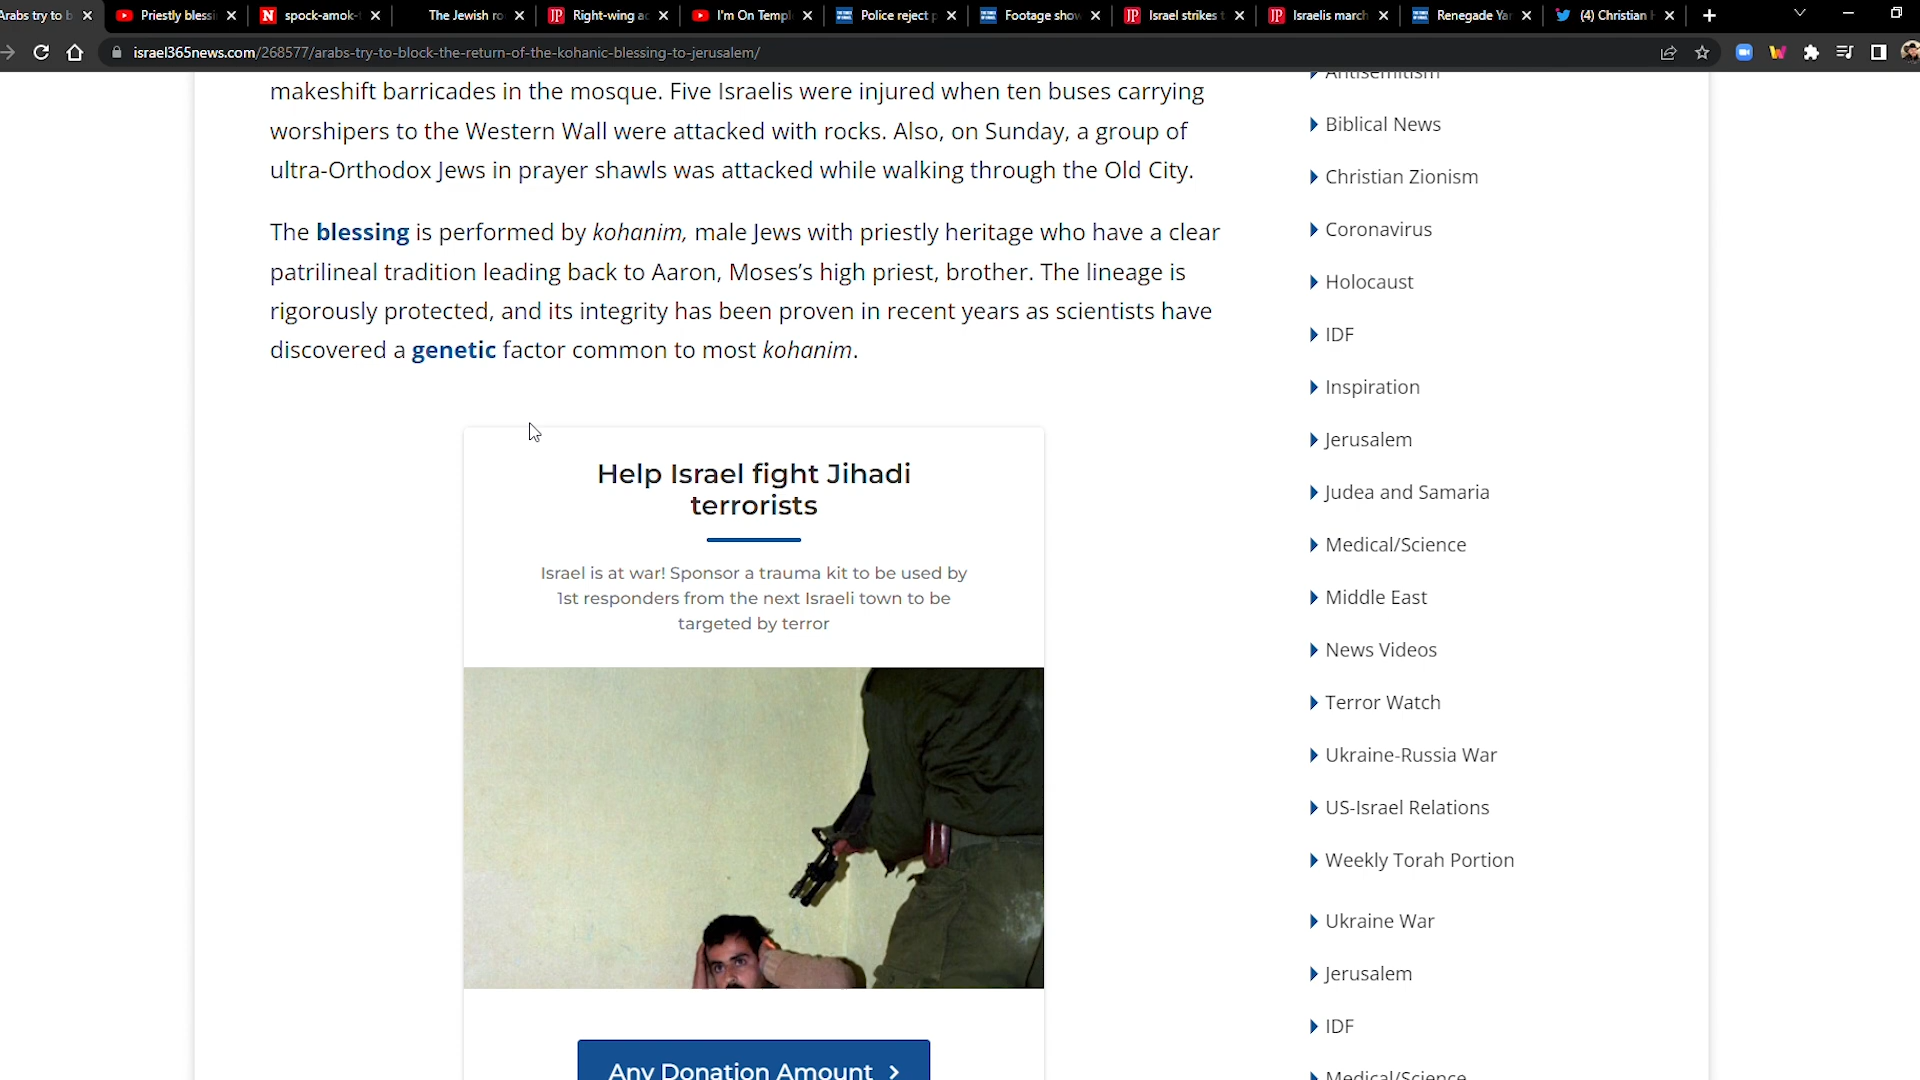 Arabs try to b
Priestly blessi
spock-amok-
The Jewish ro
Right-wing ac
I'm On Templ
Police reject p
Footage show
Israel strikes t
Israelis march
Renegade Yar
(4) Christian
israel365news.com/268577/arabs-try-to-block-the-return-of-the-kohanic-blessing-to-jerusalem/
makeshift barricades in the mosque. Five Israelis were injured when ten buses carrying
worshipers to the Western Wall were attacked with rocks. Also, on Sunday, a group of
ultra-Orthodox Jews in prayer shawls was attacked while walking through the Old City.
The blessing is performed by kohanim, male Jews with priestly heritage who have a clear
patrilineal tradition leading back to Aaron, Moses's high priest, brother. The lineage is
rigorously protected, and its integrity has been proven in recent years as scientists have
discovered a genetic factor common to most kohanim.
Help Israel fight Jihadi
terrorists
Israel is at war! Sponsor a trauma kit to be used by
1st responders from the next Israeli town to be
targeted by terror
Any Donation Amount
Antisemitism
Biblical News
Christian Zionism
Coronavirus
Holocaust
IDF
Inspiration
Jerusalem
Judea and Samaria
Medical/Science
Middle East
News Videos
Terror Watch
Ukraine-Russia War
US-Israel Relations
Weekly Torah Portion
Ukraine War
Jerusalem
IDF
Medical/Science